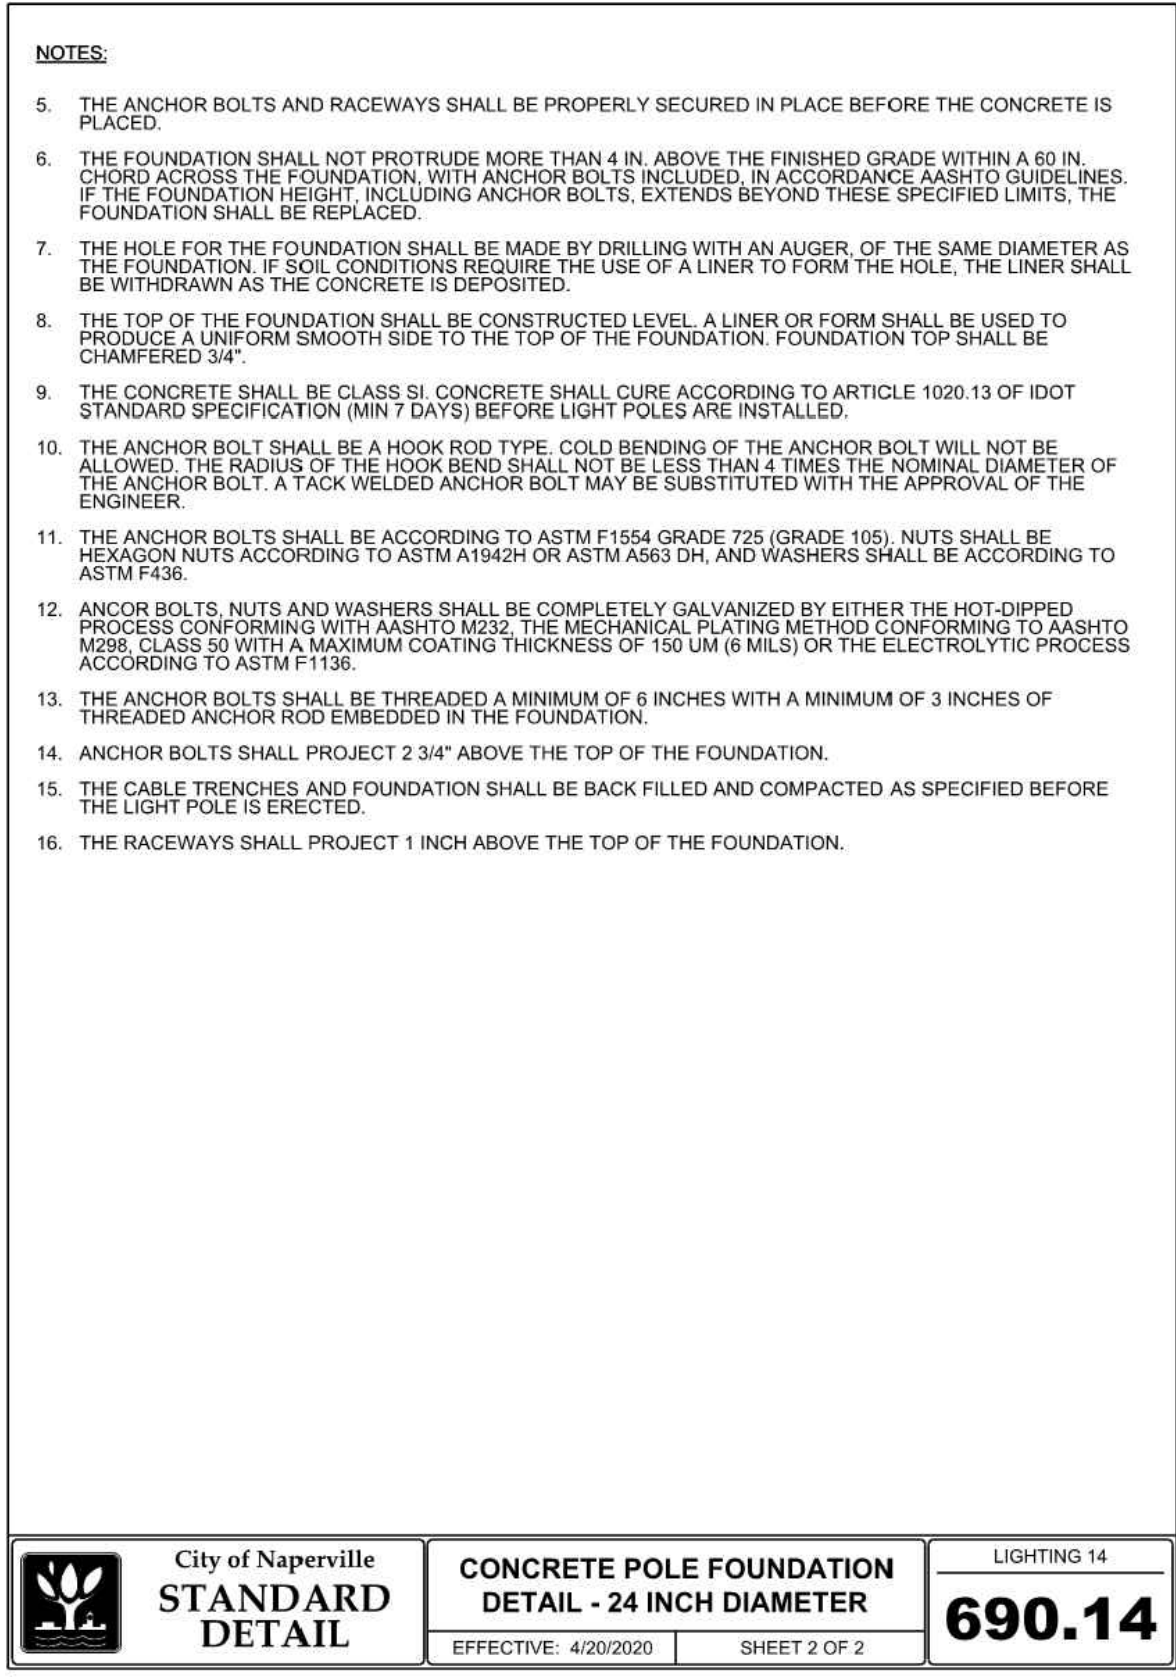 NOTES:
5. THE ANCHOR BOLTS AND RACEWAYS SHALL BE PROPERLY SECURED IN PLACE BEFORE THE CONCRETE IS
PLACED.
6. THE FOUNDATION SHALL NOT PROTRUDE MORE THAN 4 IN. ABOVE THE FINISHED GRADE WITHIN A 60 IN.
CHORD ACROSS THE FOUNDATION, WITH ANCHOR BOLTS INCLUDED, IN ACCORDANCE AASHTO GUIDELINES.
IF THE FOUNDATION HEIGHT, INCLUDING ANCHOR BOLTS, EXTENDS BEYOND THESE SPECIFIED LIMITS, THE
FOUNDATION SHALL BE REPLACED.
7. THE HOLE FOR THE FOUNDATION SHALL BE MADE BY DRILLING WITH AN AUGER, OF THE SAME DIAMETER AS
THE FOUNDATION. IF SOIL CONDITIONS REQUIRE THE USE OF A LINER TO FORM THE HOLE, THE LINER SHALL
BE WITHDRAWN AS THE CONCRETE IS DEPOSITED.
8. THE TOP OF THE FOUNDATION SHALL BE CONSTRUCTED LEVEL. A LINER OR FORM SHALL BE USED TO
PRODUCE A UNIFORM SMOOTH SIDE TO THE TOP OF THE FOUNDATION. FOUNDATION TOP SHALL BE
CHAMFERED 3/4".
9. THE CONCRETE SHALL BE CLASS SI. CONCRETE SHALL CURE ACCORDING TO ARTICLE 1020.13 OF IDOT
STANDARD SPECIFICATION (MIN 7 DAYS) BEFORE LIGHT POLES ARE INSTALLED.
10. THE ANCHOR BOLT SHALL BE A HOOK ROD TYPE. COLD BENDING OF THE ANCHOR BOLT WILL NOT BE
ALLOWED. THE RADIUS OF THE HOOK BEND SHALL NOT BE LESS THAN 4 TIMES THE NOMINAL DIAMETER OF
THE ANCHOR BOLT. A TACK WELDED ANCHOR BOLT MAY BE SUBSTITUTED WITH THE APPROVAL OF THE
ENGINEER.
11. THE ANCHOR BOLTS SHALL BE ACCORDING TO ASTM F1554 GRADE 725 (GRADE 105). NUTS SHALL BE
HEXAGON NUTS ACCORDING TO ASTM A1942H OR ASTM A563 DH, AND WASHERS SHALL BE ACCORDING TO
ASTM F436.
12. ANCOR BOLTS, NUTS AND WASHERS SHALL BE COMPLETELY GALVANIZED BY EITHER THE HOT-DIPPED
PROCESS CONFORMING WITH AASHTO M232, THE MECHANICAL PLATING METHOD CONFORMING TO AASHTO
M298, CLASS 50 WITH A MAXIMUM COATING THICKNESS OF 150 UM (6 MILS) OR THE ELECTROLYTIC PROCESS
ACCORDING TO ASTM F1136.
13. THE ANCHOR BOLTS SHALL BE THREADED A MINIMUM OF 6 INCHES WITH A MINIMUM OF 3 INCHES OF
THREADED ANCHOR ROD EMBEDDED IN THE FOUNDATION.
14. ANCHOR BOLTS SHALL PROJECT 2 3/4" ABOVE THE TOP OF THE FOUNDATION.
15. THE CABLE TRENCHES AND FOUNDATION SHALL BE BACK FILLED AND COMPACTED AS SPECIFIED BEFORE
THE LIGHT POLE IS ERECTED.
16. THE RACEWAYS SHALL PROJECT 1 INCH ABOVE THE TOP OF THE FOUNDATION.
City of Naperville
STANDARD
DETAIL
CONCRETE POLE FOUNDATION
DETAIL - 24 INCH DIAMETER
EFFECTIVE: 4/20/2020
SHEET 2 OF 2
LIGHTING 14
690.14